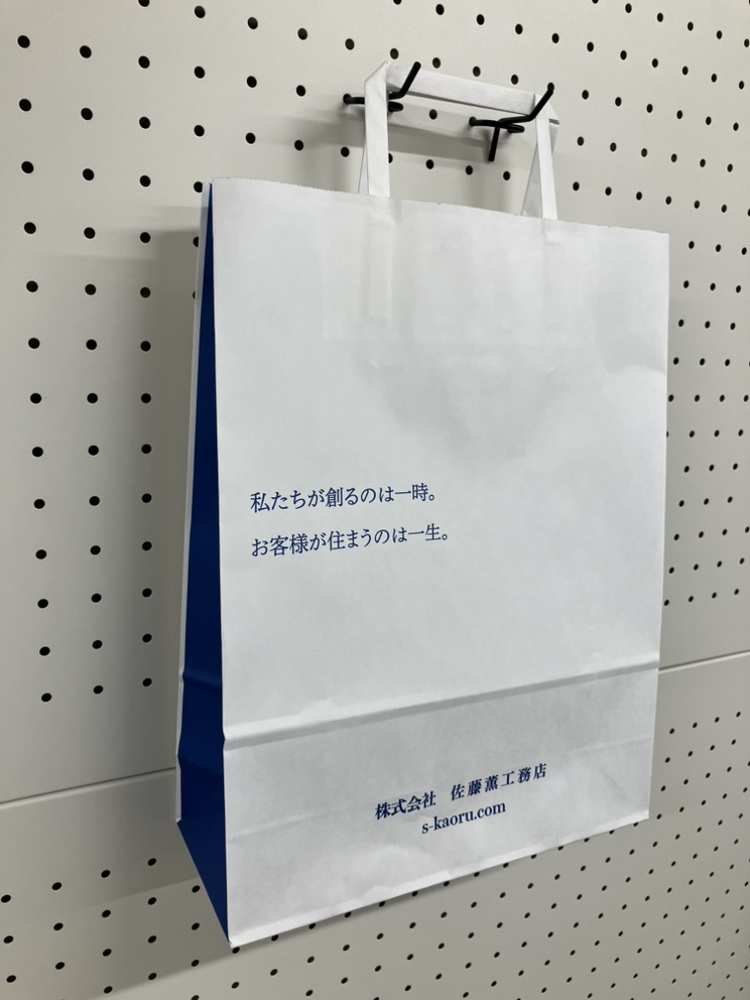 私たちが創るのは一時。
お客様が住まうのは一生。
株式会社　佐藤薫工務店
s-kaoru.com